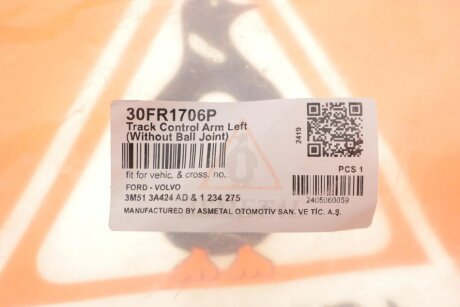 30FR1706P
Track Control Arm Left
(Without Ball Joint)
2419
fit for vehic. & cross. no.:
PCS 1
FORD - VOLVO
3M51 3A424 AD & 1 234 275
2405060059
MANUFACTURED BY ASMETAL OTOMOTİV SAN. VE TİC. A.Ş.